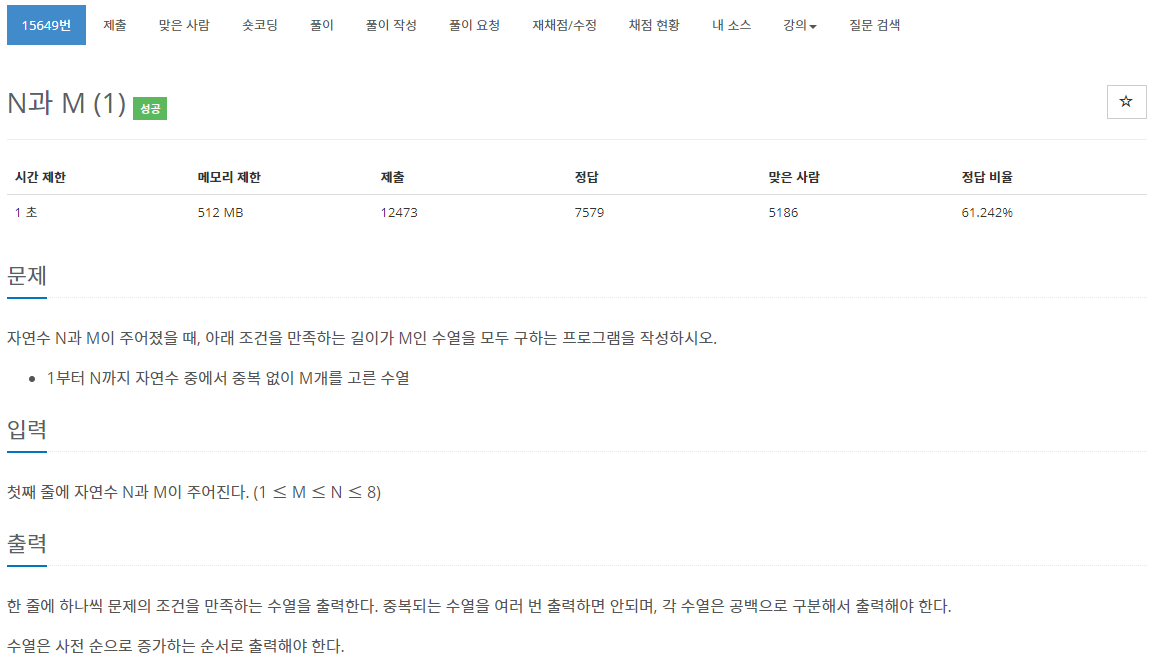 15649번 제출 맞은 사람 숏코딩 풀이 풀이 작성 풀이 요청 재채점/수정 채점 현황 내 소스 강의 질문 검색
N과 M (1) 성공
☆
시간 제한 메모리 제한 제출 정답 맞은 사람 정답 비율
1 초 512 MB 12473 7579 5186 61.242%
문제
자연수 N과 M이 주어졌을 때, 아래 조건을 만족하는 길이가 M인 수열을 모두 구하는 프로그램을 작성하시오.
• 1부터 N까지 자연수 중에서 중복 없이 M개를 고른 수열
입력
첫째 줄에 자연수 N과 M이 주어진다. (1 ≤ M ≤ N ≤ 8)
출력
한 줄에 하나씩 문제의 조건을 만족하는 수열을 출력한다. 중복되는 수열을 여러 번 출력하면 안되며, 각 수열은 공백으로 구분해서 출력해야 한다.
수열은 사전 순으로 증가하는 순서로 출력해야 한다.